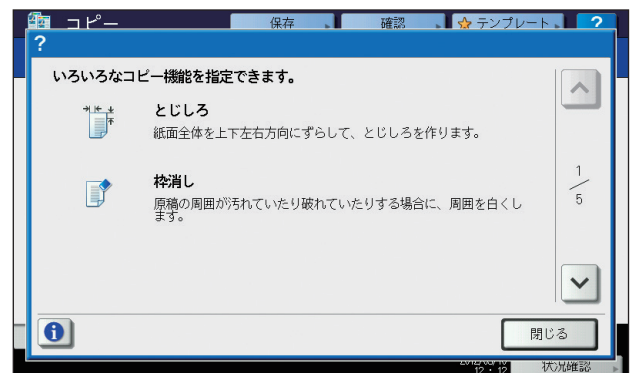 コピー
保存
確認
テンプレート
?
?
いろいろなコピー機能を指定できます。
とじしろ
紙面全体を上下左右方向にずらして、とじしろを作ります。
枠消し
原稿の周囲が汚れていたり破れていたりする場合に、周囲を白くし
ます。
1
5
i
閉じる
12:12
状況確認